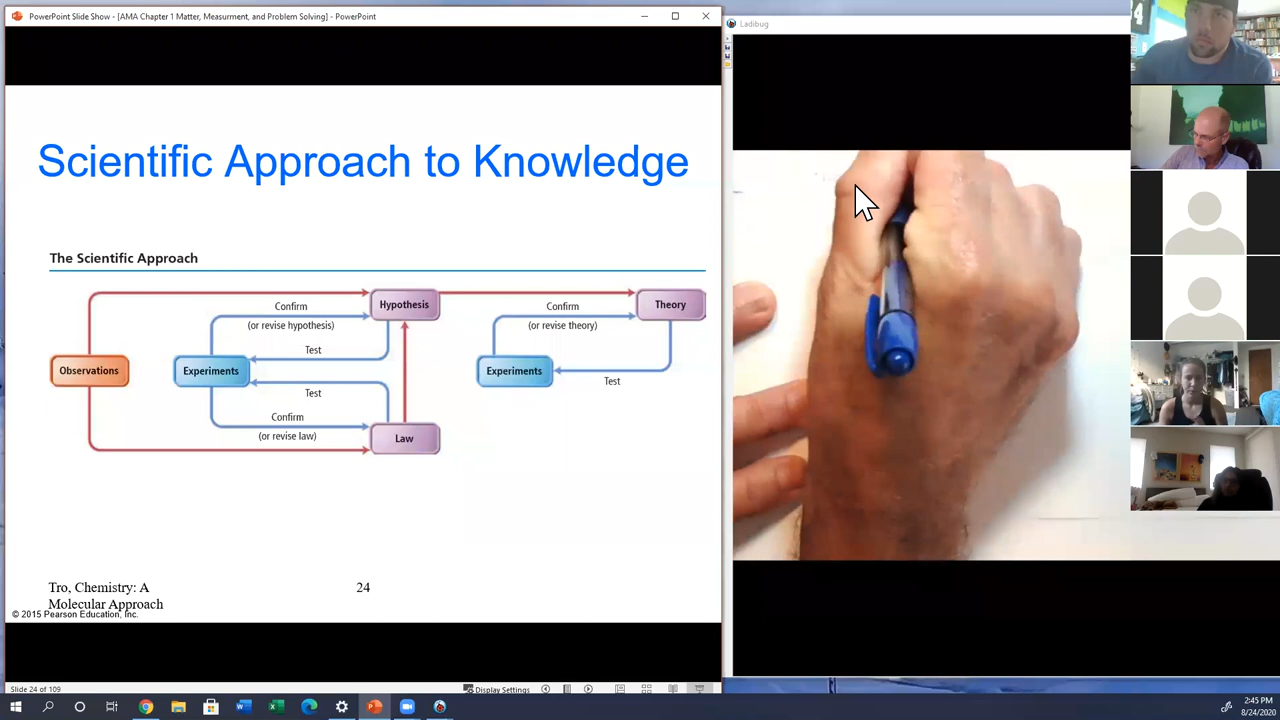 PowerPoint Slide Show - [AMA Chapter 1 Matter, Measurment, and Problem Solving] - PowerPoint
Ladibug
Scientific Approach to Knowledge
The Scientific Approach
Confirm
(or revise hypothesis)
Hypothesis
Confirm
(or revise theory)
Theory
Test
Observations
Experiments
Experiments
Test
Test
Confirm
(or revise law)
Law
Tro, Chemistry: A
Molecular Approach
24
© 2015 Pearson Education, Inc.
Slide 24 of 109
Display Settings
2:45 PM
8/24/2020